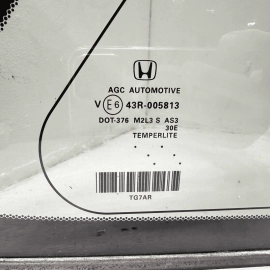 AGC AUTOMOTIVE
V E6 43R-005813
DOT-376 M2L3 S AS3
30E
TEMPERLITE
TG7AR